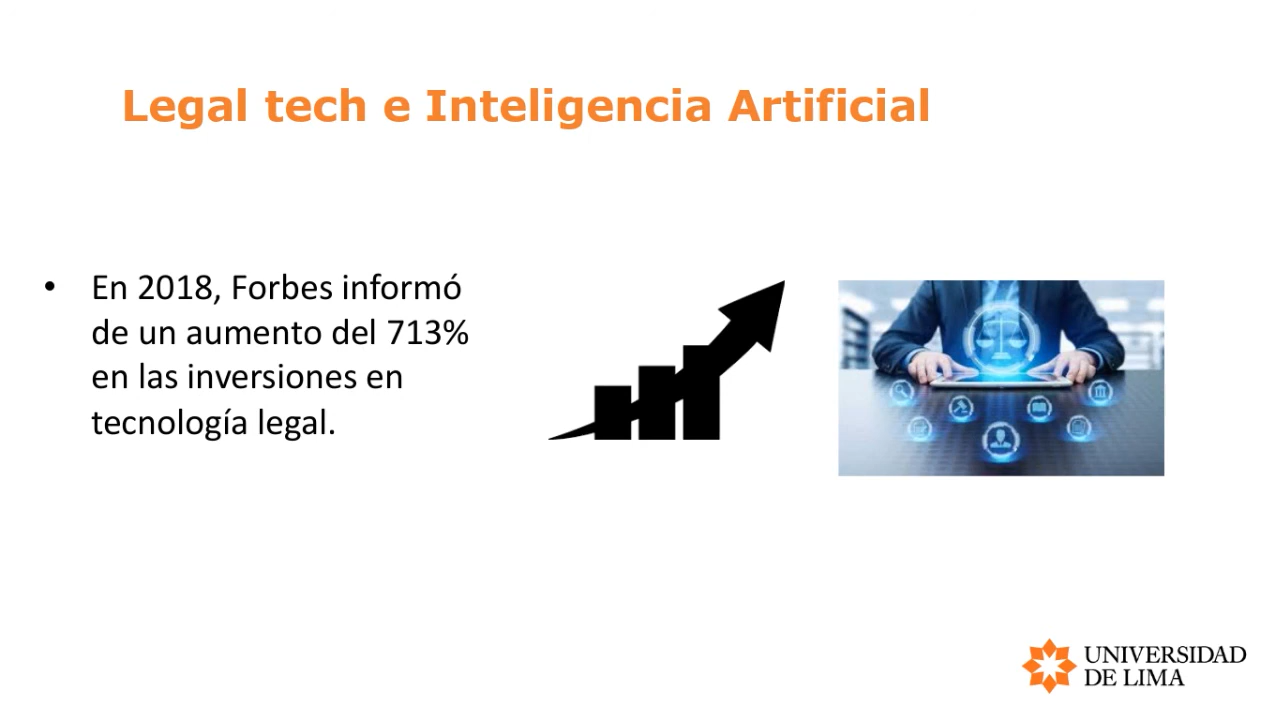 Legal tech e Inteligencia Artificial
• En 2018, Forbes informó
de un aumento del 713%
en las inversiones en
tecnología legal.
UNIVERSIDAD
DE LIMA